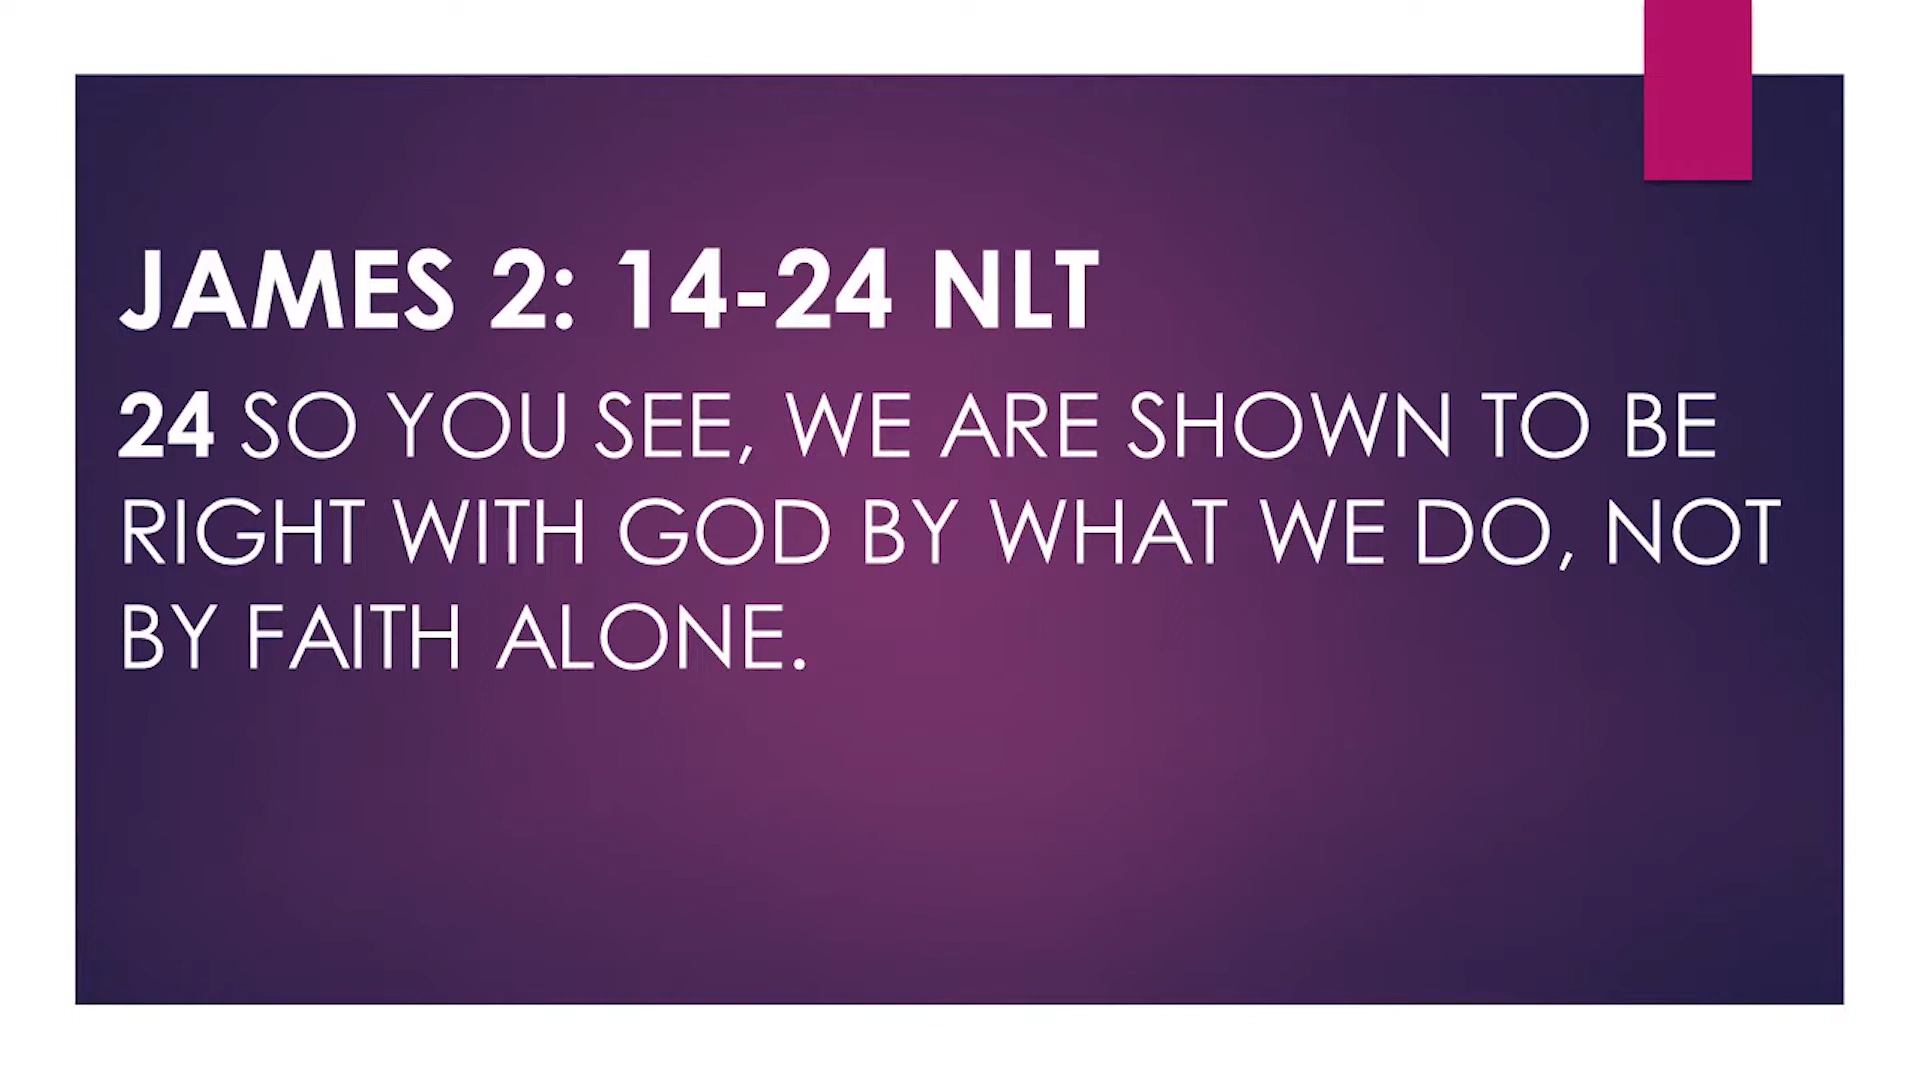 JAMES 2: 14-24 NLT
24 SO YOU SEE, WE ARE SHOWN TO BE
RIGHT WITH GOD BY WHAT WE DO, NOT
BY FAITH ALONE.